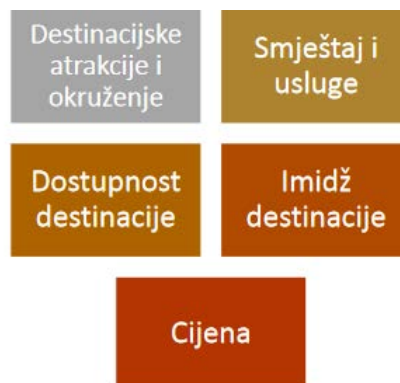 Destinacijske
atrakcije i
okruženje
Smještaj i
usluge
Dostupnost
destinacije
Imidž
destinacije
Cijena